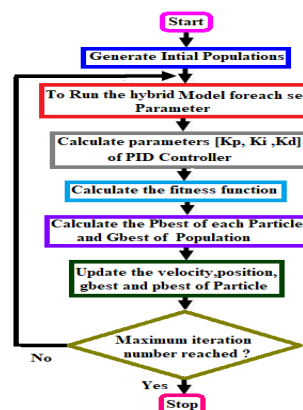 Start
Generate Intial Populations
To Run the hybrid Model foreach se
Parameter
Calculate parameters [Kp, Ki ,Kd]
of PID Controller
Calculate the fitness function
Calculate the Pbest of each Particle
and Gbest of Population
Update the velocity,position,
gbest and pbest of Particle
Maximum iteration
number reached ?
No
Yes
Stop